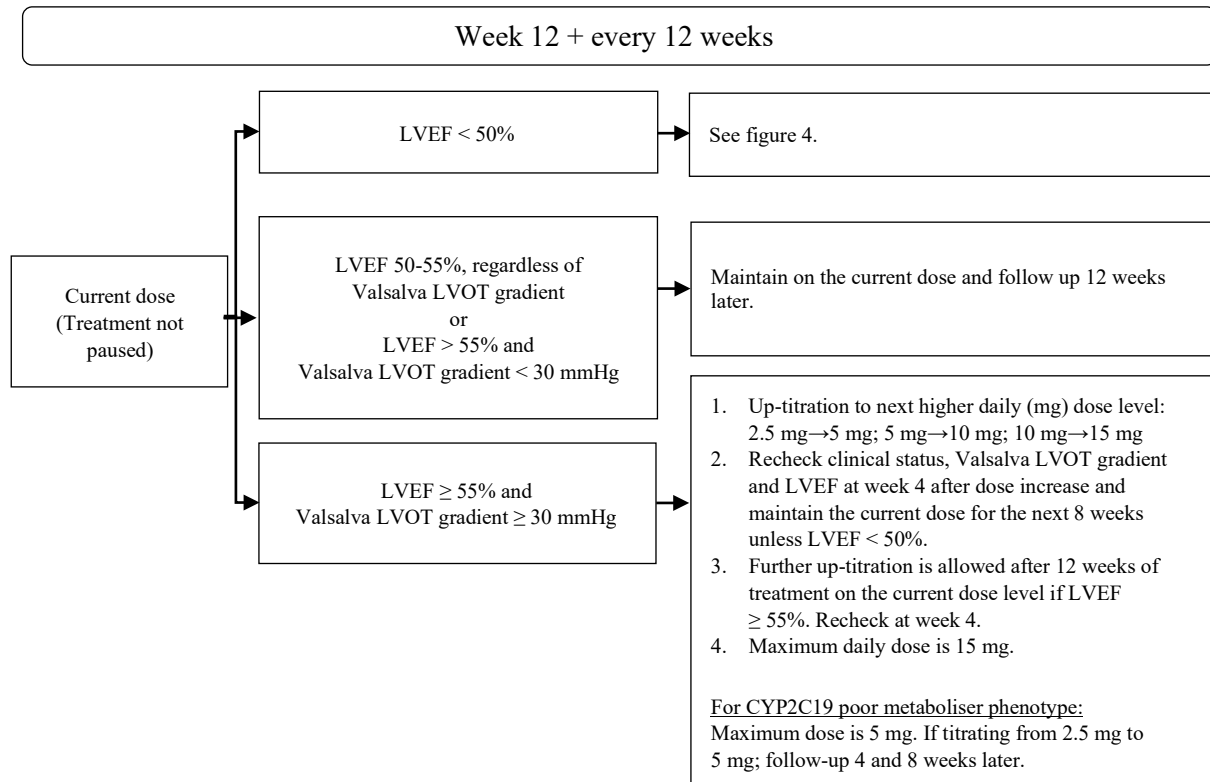 Week 12 + every 12 weeks
LVEF < 50%
See figure 4.
Current dose
(Treatment not
paused)
LVEF 50-55%, regardless of
Valsalva LVOT gradient
or
LVEF > 55% and
Valsalva LVOT gradient < 30 mmHg
Maintain on the current dose and follow up 12 weeks
later.
LVEF ≥ 55% and
Valsalva LVOT gradient ≥ 30 mmHg
1. Up-titration to next higher daily (mg) dose level:
2.5 mg→5 mg; 5 mg→10 mg; 10 mg→15 mg
2. Recheck clinical status, Valsalva LVOT gradient
and LVEF at week 4 after dose increase and
maintain the current dose for the next 8 weeks
unless LVEF < 50%.
3. Further up-titration is allowed after 12 weeks of
treatment on the current dose level if LVEF
≥ 55%. Recheck at week 4.
4. Maximum daily dose is 15 mg.
For CYP2C19 poor metaboliser phenotype:
Maximum dose is 5 mg. If titrating from 2.5 mg to
5 mg; follow-up 4 and 8 weeks later.